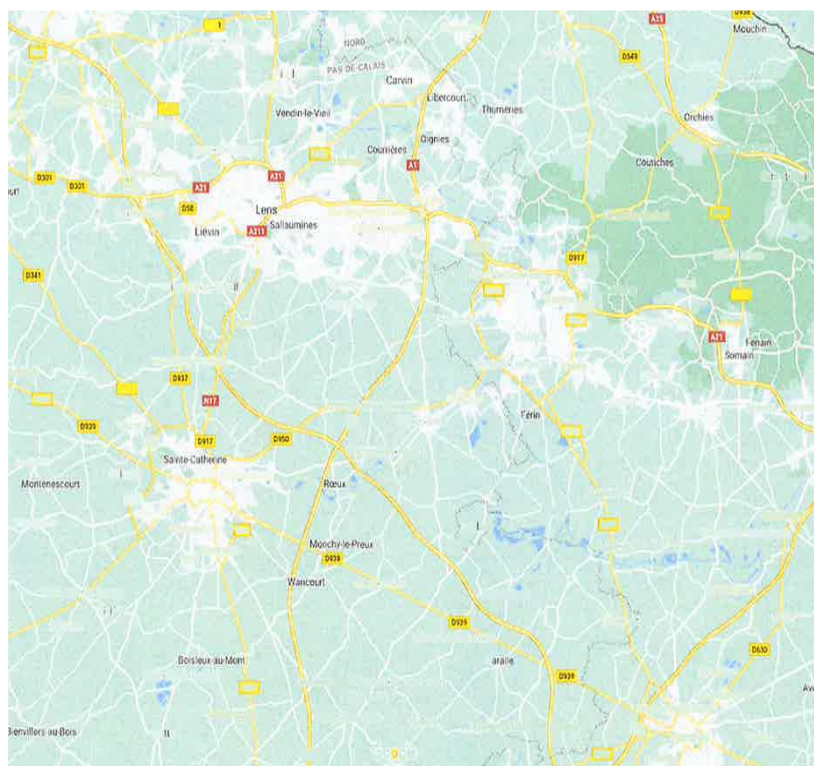 D938
Mouchin
A23
1
NORD
PAS-DE-CALAIS
D549
Carvin
Libercourt
Thumeries
Vendin-le-Vieil
Orchies
Oignies
Courrières
Coutiches
A1
D301
D301
A21
A21
D58
Lens
Sallaumines
Liévin
A211
D917
D341
A21
Fenain
Somain
D937
N17
Férin
D939
D917
D950
Sainte-Catherine
Montenescourt
Rœux
Monchy-le-Preux
D939
Wancourt
D939
D630
Boisleux-au-Mont
D939
Bienvillers-au-Bois